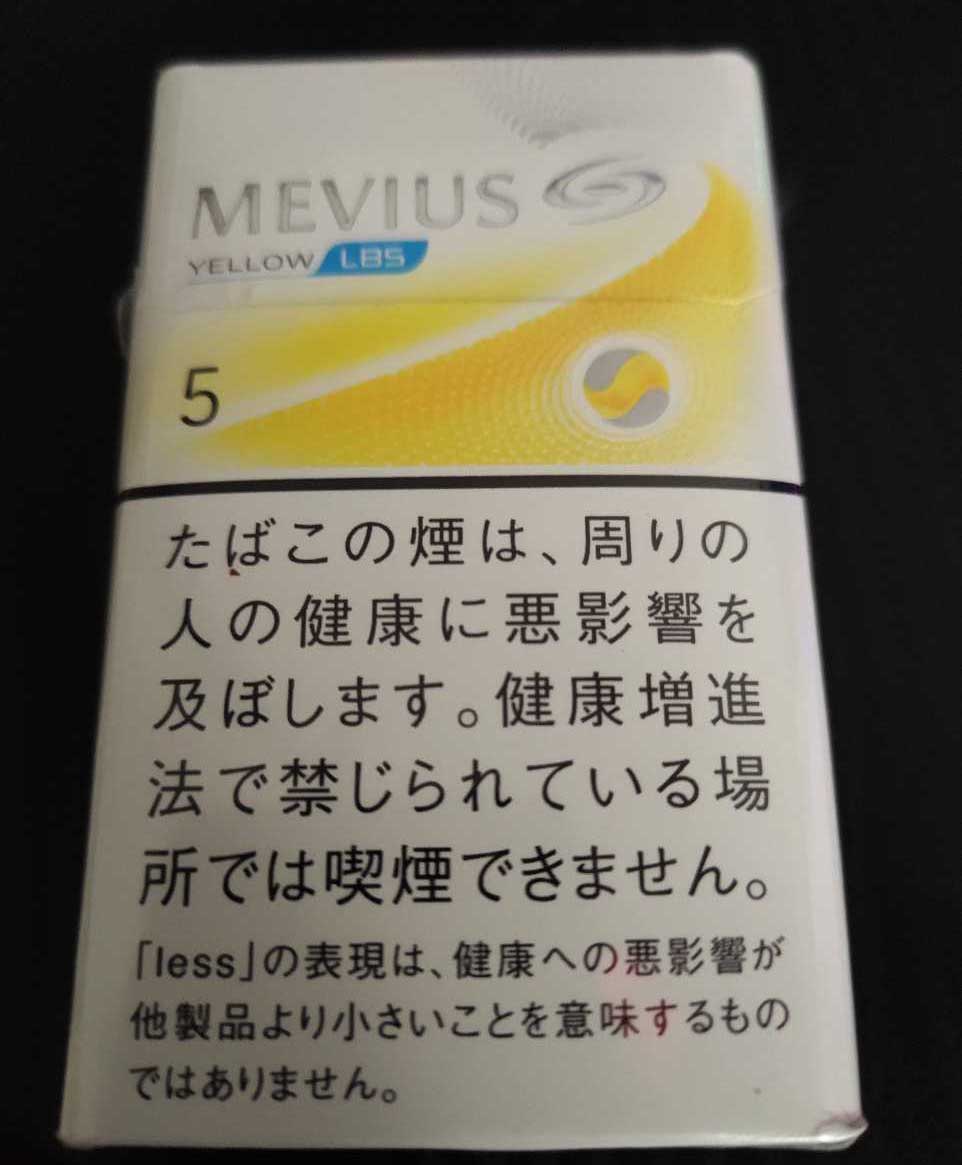 MEVIUS
YELLOW LBS
5
たばこの煙は、周りの
人の健康に悪影響を
及ぼします。健康増進
法で禁じられている場
所では喫煙できません。
「less」の表現は、健康への悪影響が
他製品より小さいことを意味するもの
ではありません。